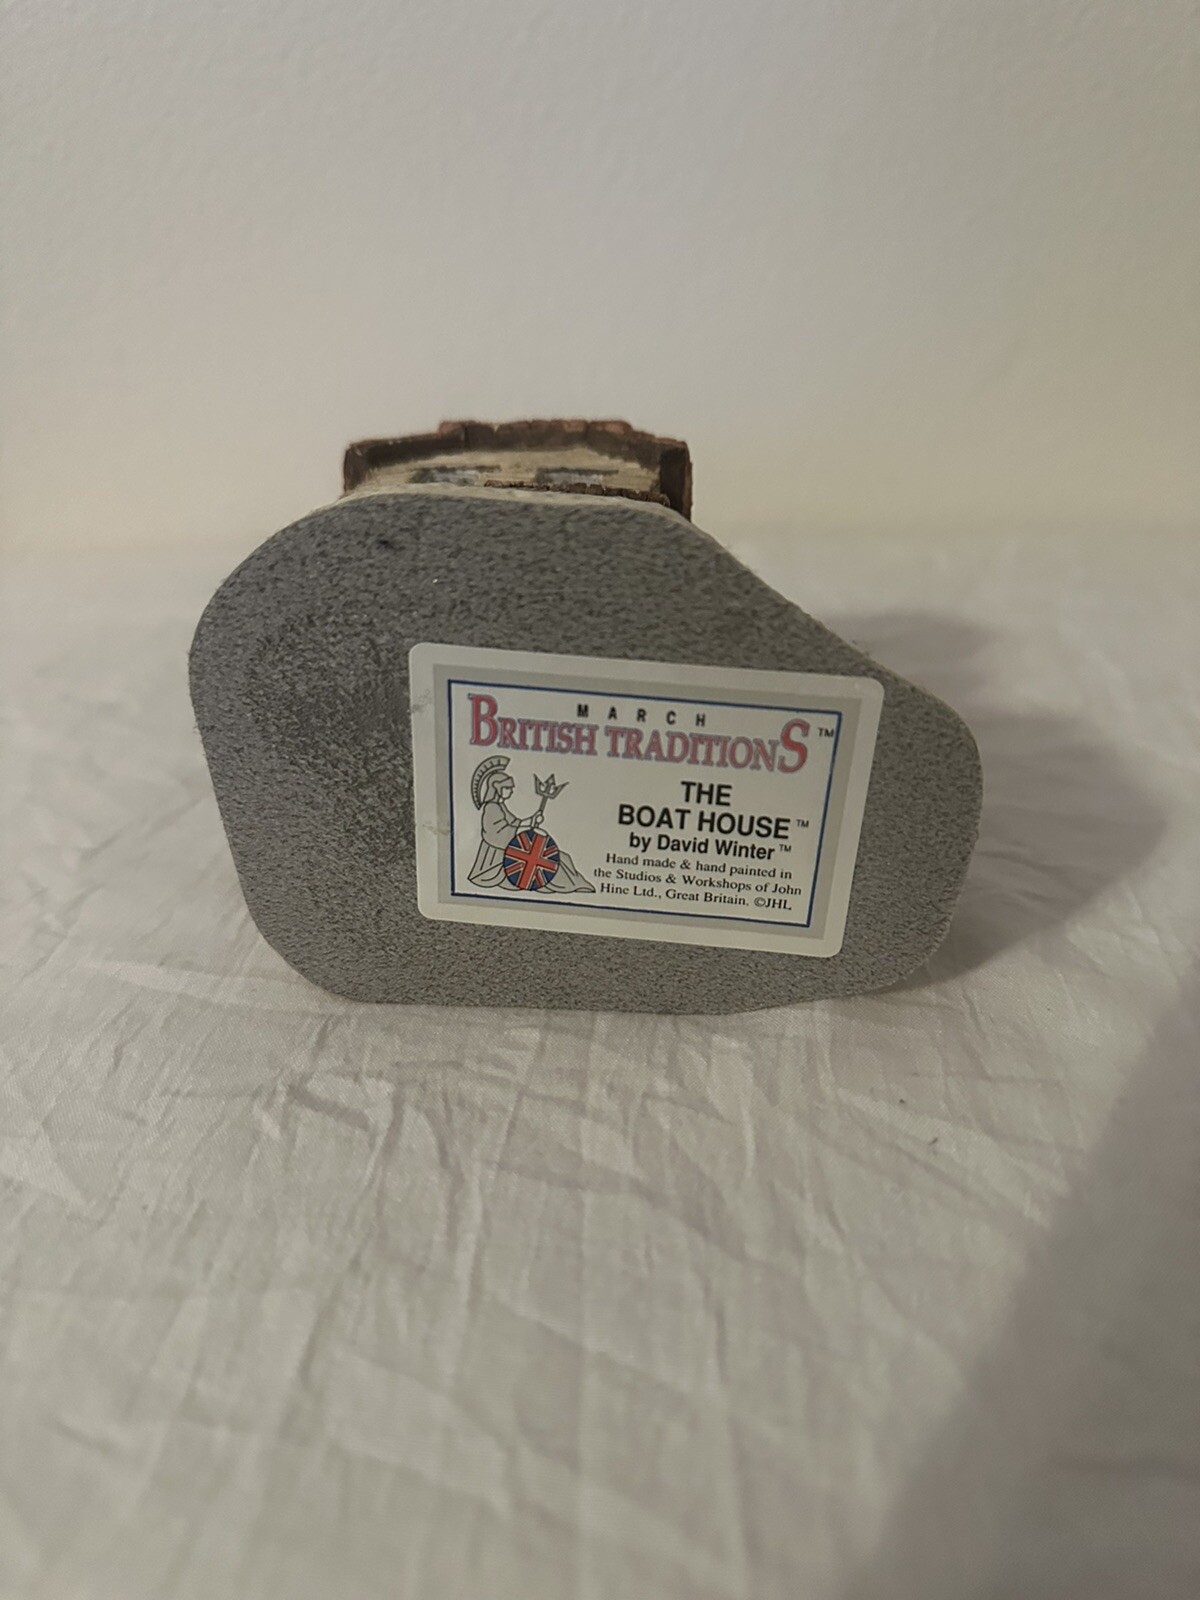 MARCH
BRITISH TRADITIONS™
THE
BOAT HOUSE™
by David Winter™
Hand made & hand painted in
the Studios & Workshops of John
Hine Ltd., Great Britain. ©JHL